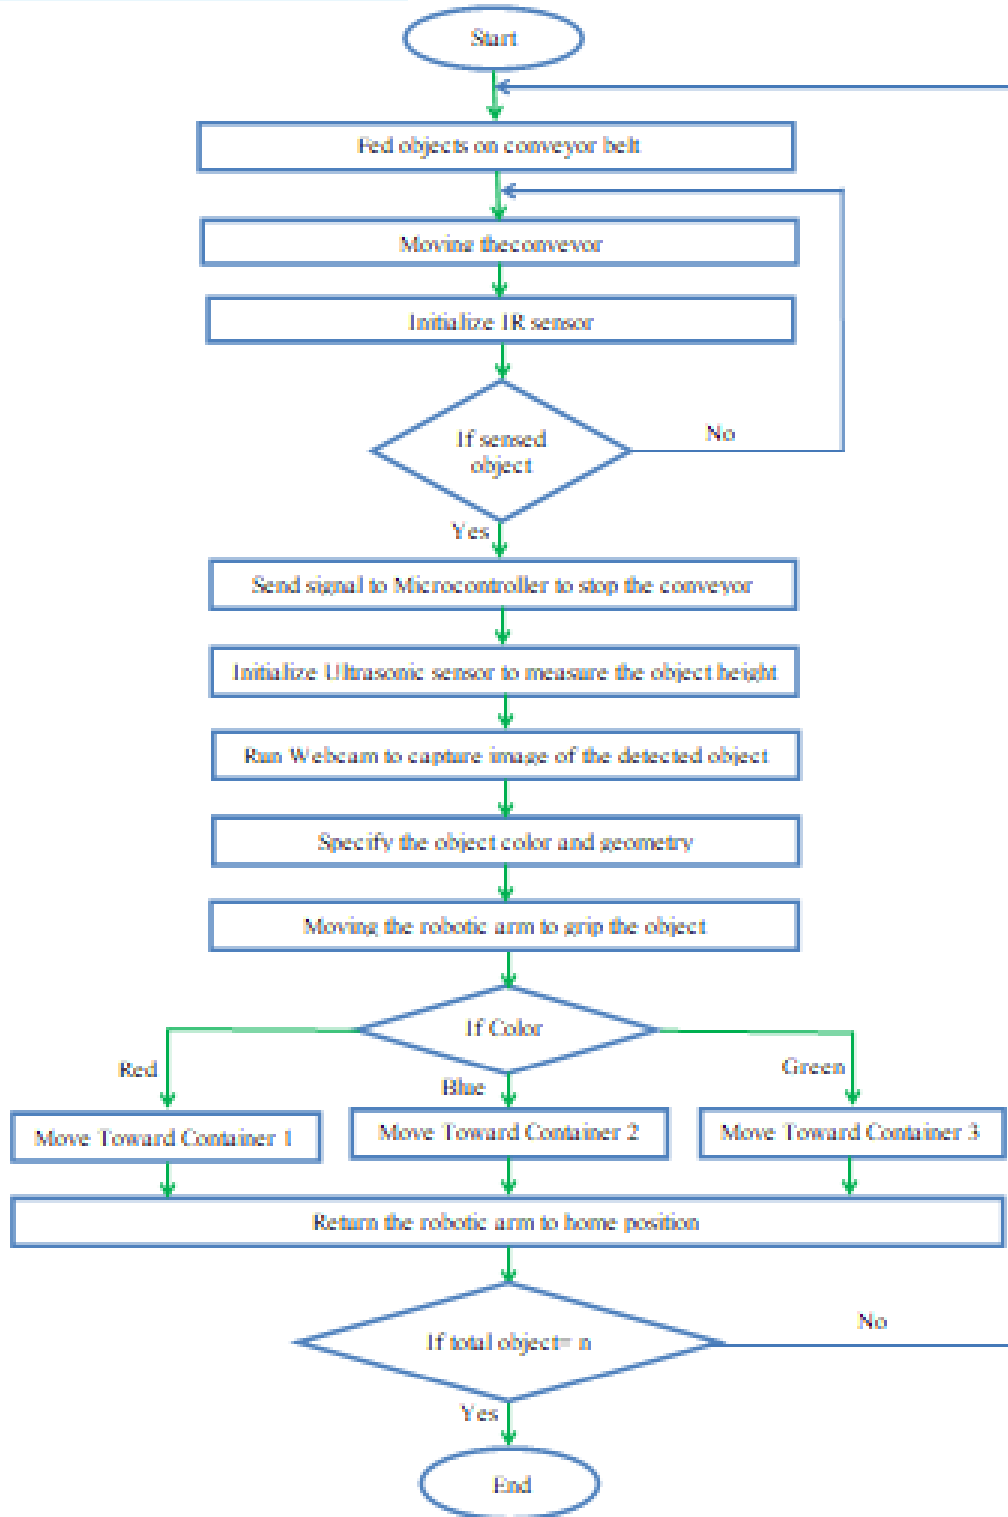 Start
Fed objects on conveyor belt
Moving theconveyor
Initialize IR sensor
If sensed
object
No
Yes
Send signal to Microcontroller to stop the conveyor
Initialize Ultrasonic sensor to measure the object height
Run Webcam to capture image of the detected object
Specify the object color and geometry
Moving the robotic arm to grip the object
If Color
Red
Blue
Green
Move Toward Container 1
Move Toward Container 2
Move Toward Container 3
Return the robotic arm to home position
If total object= n
No
Yes
End